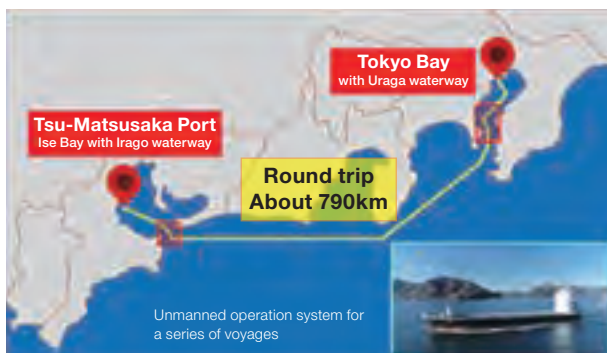 Tokyo Bay
with Uraga waterway
Tsu-Matsusaka Port
Ise Bay with Irago waterway
Round trip
About 790km
Unmanned operation system for
a series of voyages